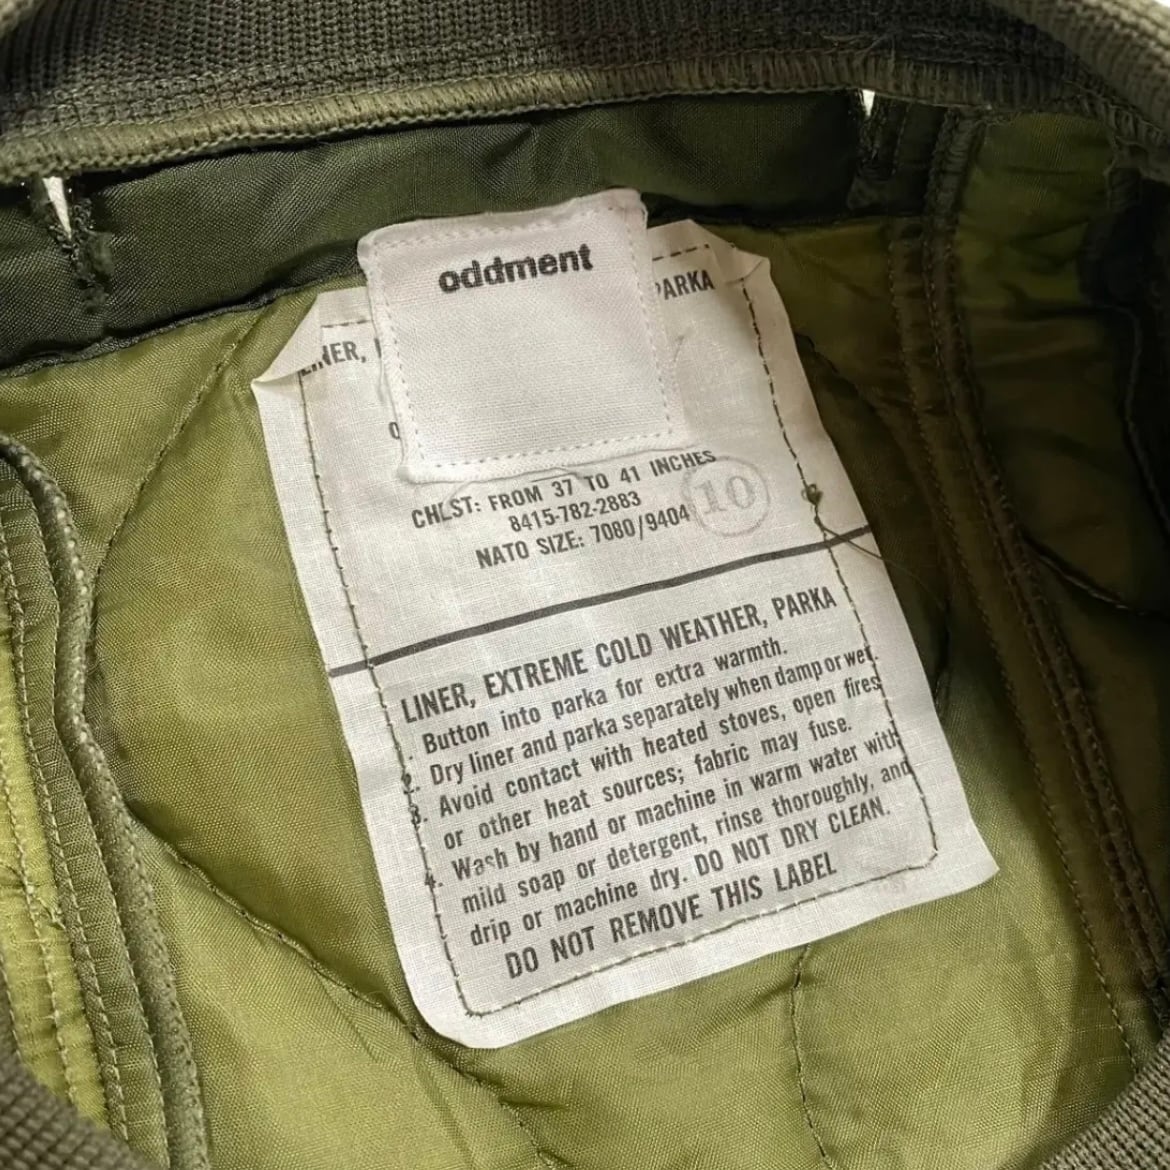 oddment
LINER, PARKA
CHEST: FROM 37 TO 41 INCHES
8415-782-2883
NATO SIZE: 7080/9404
10
LINER, EXTREME COLD WEATHER, PARKA
Button into parka for extra warmth.
2. Dry liner and parka separately when damp or wet.
3. Avoid contact with heated stoves, open fires
or other heat sources; fabric may fuse.
4. Wash by hand or machine in warm water with
mild soap or detergent, rinse thoroughly, and
drip or machine dry. DO NOT DRY CLEAN.
DO NOT REMOVE THIS LABEL